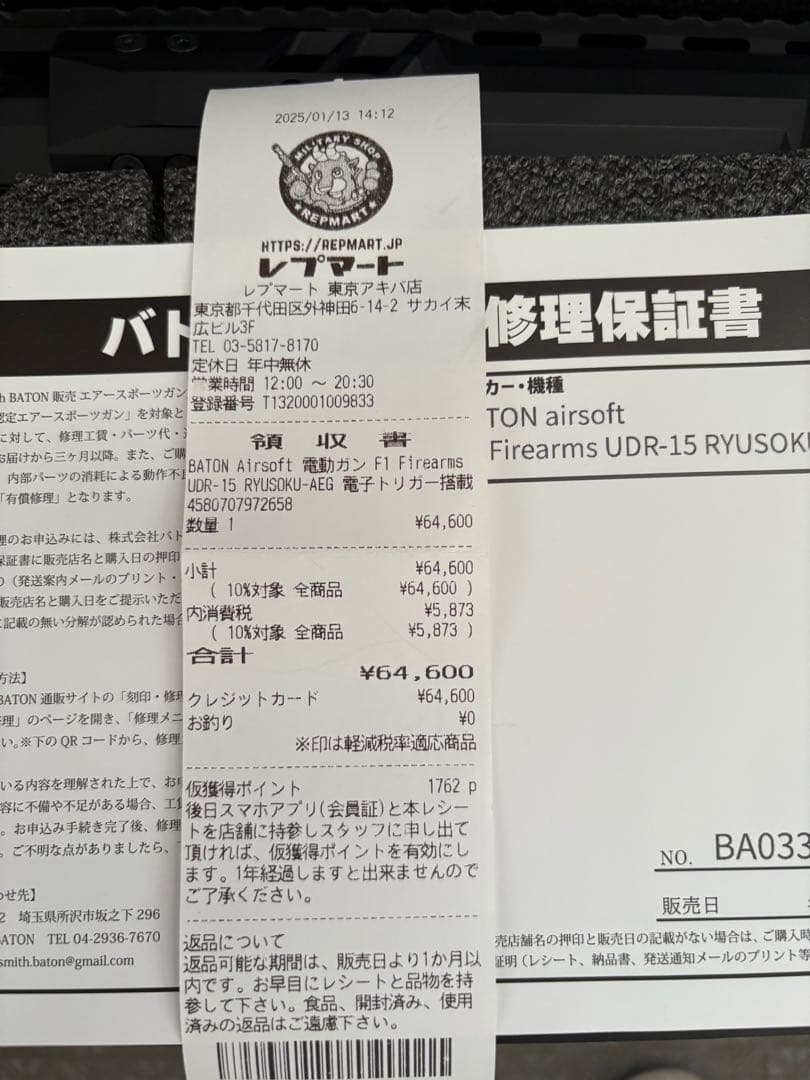 2025/01/13 14:12
MILITARY SHOP
REPMART
HTTPS://REPMART.JP
レプマート
レプマート 東京アキバ店
東京都千代田区外神田6-14-2 サカイ末
広ビル3F
TEL 03-5817-8170
定休日 年中無休
営業時間 12:00 ～ 20:30
登録番号 T1320001009833
領 収 書
BATON Airsoft 電動ガン F1 Firearms
UDR-15 RYUSOKU-AEG 電子トリガー搭載
4580707972658
数量 1 ¥64,600
小計 ¥64,600
( 10%対象 全商品 ¥64,600 )
内消費税 ¥5,873
( 10%対象 全商品 ¥5,873 )
合計
¥64,600
クレジットカード ¥64,600
お釣り ¥0
※印は軽減税率適応商品
仮獲得ポイント 1762 p
後日スマホアプリ(会員証)と本レシー
トを店舗に持参しスタッフに申し出て
頂ければ、仮獲得ポイントを有効にし
ます。1年経過しますと出来ませんので
ご了承ください。
返品について
返品可能な期間は、販売日より1か月以
内です。お早目にレシートと品物を持
参して下さい。食品、開封済み、使用
済みの返品はご遠慮下さい。
バト
修理保証書
h BATON 販売 エアースポーツガン
認定エアースポーツガン」を対象と
に対して、修理工賃・パーツ代・
お届けから三ヶ月以降。また、ご購
内部パーツの消耗による動作不
「有償修理」となります。
理のお申込みには、株式会社バト
保証書に販売店名と購入日の押印
の（発送案内メールのプリント・
販売店名と購入日をご提示いただ
に記載の無い分解が認められた場合
方法】
BATON 通販サイトの「刻印・修理
修理」のページを開き、「修理メニ
い。※下の QR コードから、修理
いる内容を理解された上で、お申
容に不備や不足がある場合、工
。お申込み手続き完了後、修理
。ご不明な点がありましたら、
わせ先】
2 埼玉県所沢市坂之下 296
BATON TEL 04-2936-7670
smith.baton@gmail.com
カー・機種
TON airsoft
Firearms UDR-15 RYUSOKU
NO. BA033
販売日
売店舗名の押印と販売日の記載がない場合は、ご購入時
証明（レシート、納品書、発送通知メールのプリント等